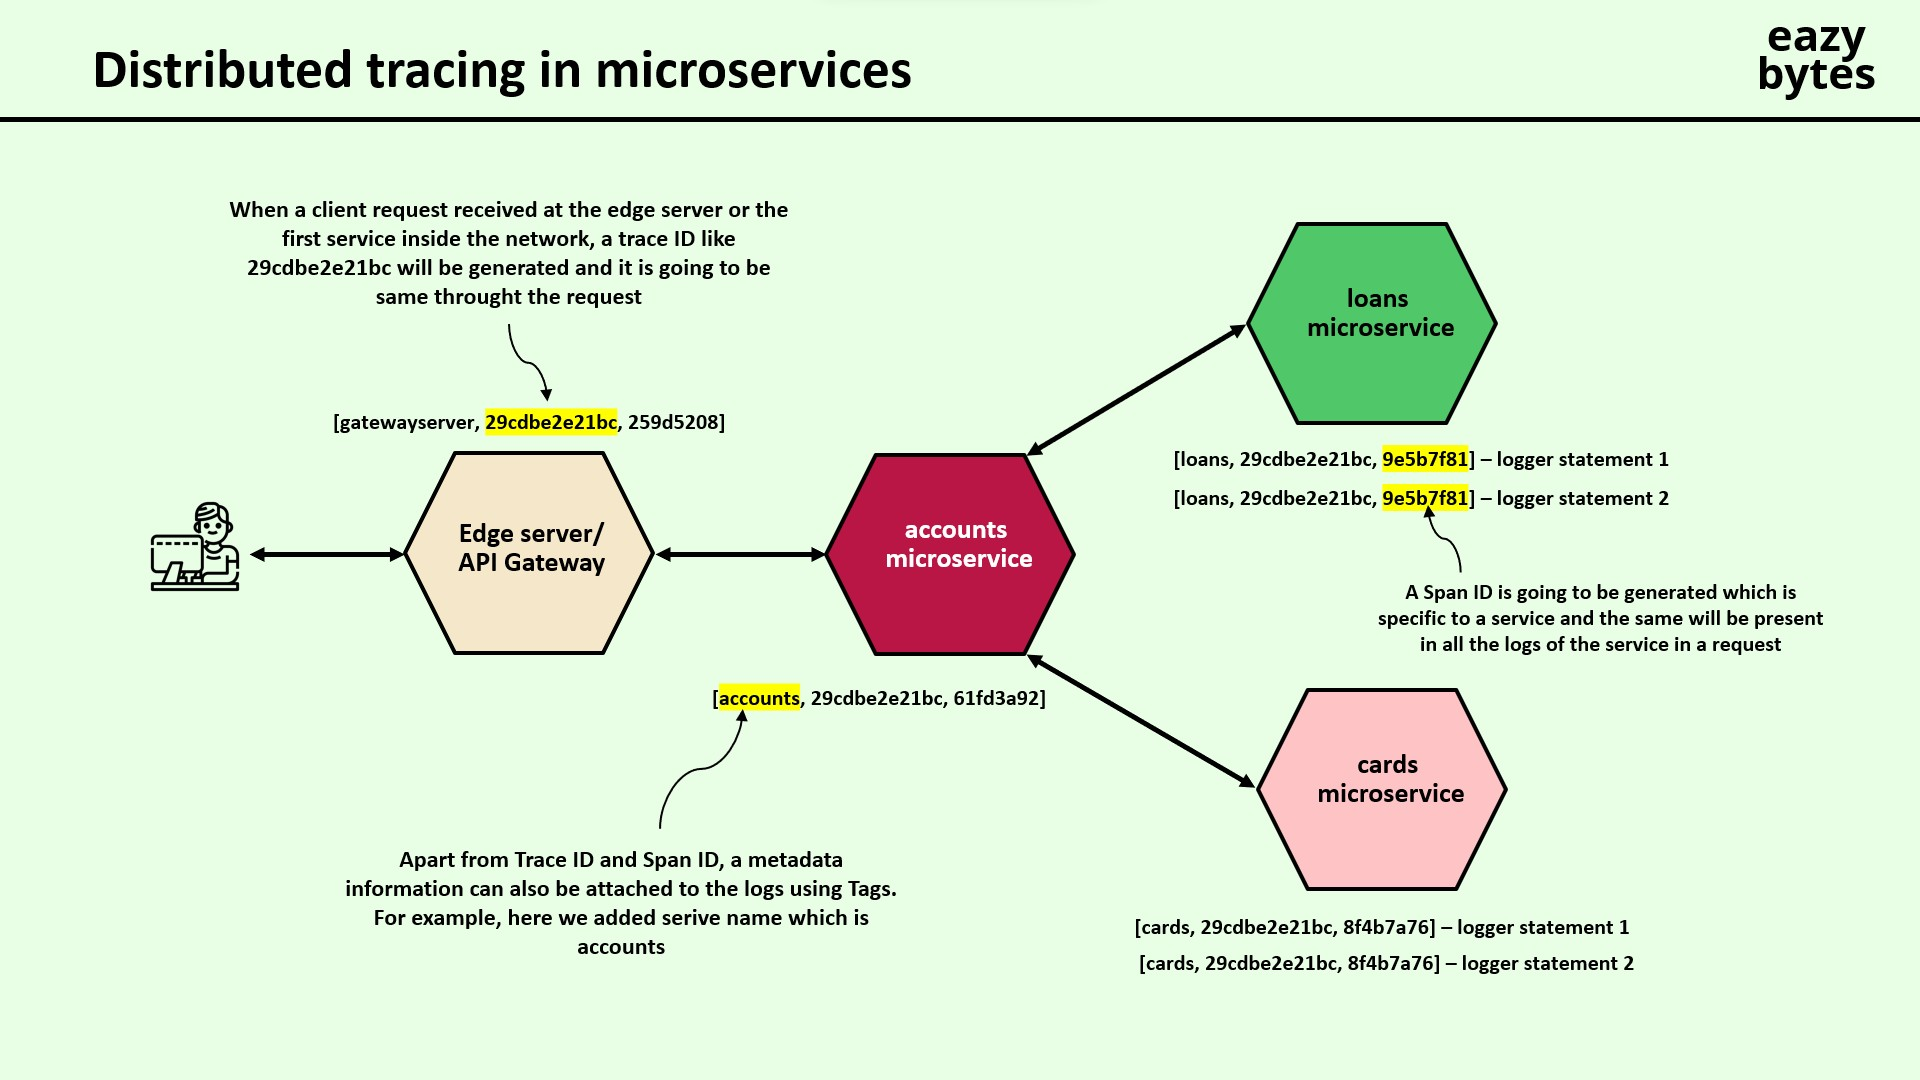 Distributed tracing in microservices
eazy
bytes
When a client request received at the edge server or the
first service inside the network, a trace ID like
29cdbe2e21bc will be generated and it is going to be
same throught the request
[gatewayserver, 29cdbe2e21bc, 259d5208]
Edge server/
API Gateway
accounts
microservice
[accounts, 29cdbe2e21bc, 61fd3a92]
Apart from Trace ID and Span ID, a metadata
information can also be attached to the logs using Tags.
For example, here we added serive name which is
accounts
loans
microservice
[loans, 29cdbe2e21bc, 9e5b7f81] – logger statement 1
[loans, 29cdbe2e21bc, 9e5b7f81] – logger statement 2
A Span ID is going to be generated which is
specific to a service and the same will be present
in all the logs of the service in a request
cards
microservice
[cards, 29cdbe2e21bc, 8f4b7a76] – logger statement 1
[cards, 29cdbe2e21bc, 8f4b7a76] – logger statement 2